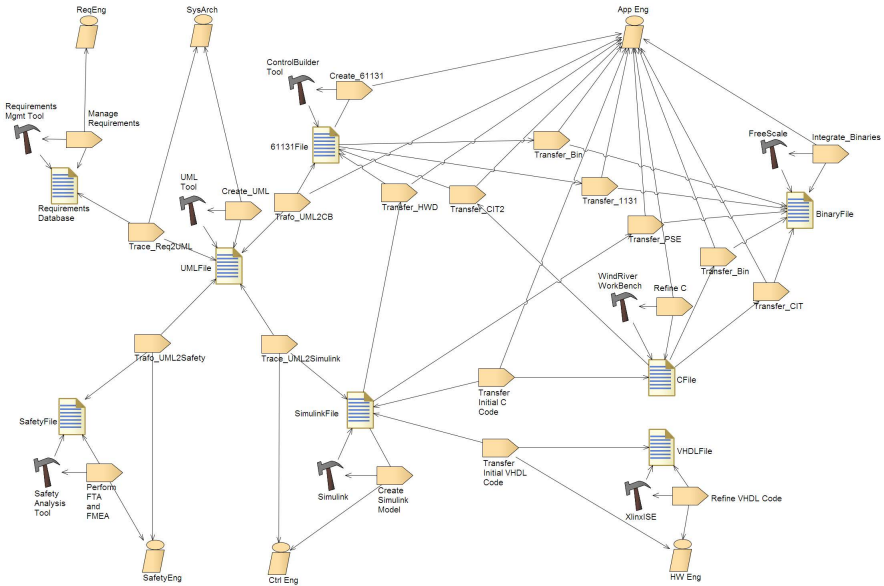 ReqEng
SysArch
App Eng
ControlBuilder
Tool
Create_61131
Requirements
Mgmt Tool
Manage
Requirements
61131File
Transfer_Bin
FreeScale
Integrate_Binaries
UML
Tool
Create_UML
Requirements
Database
Trafo_UML2CB
Transfer_HWD
Transfer_CIT2
Transfer_1131
BinaryFile
Trace_Req2UML
Transfer_PSE
UMLFile
Transfer_Bin
WindRiver
WorkBench
Refine C
Transfer_CIT
Trafo_UML2Safety
Trace_UML2Simulink
CFile
Transfer
Initial C
Code
SafetyFile
SimulinkFile
Transfer
Initial VHDL
Code
VHDLFile
Safety
Analysis
Tool
Perform
FTA
and
FMEA
Simulink
Create
Simulink
Model
XlinxISE
Refine VHDL Code
SafetyEng
Ctrl Eng
HW Eng